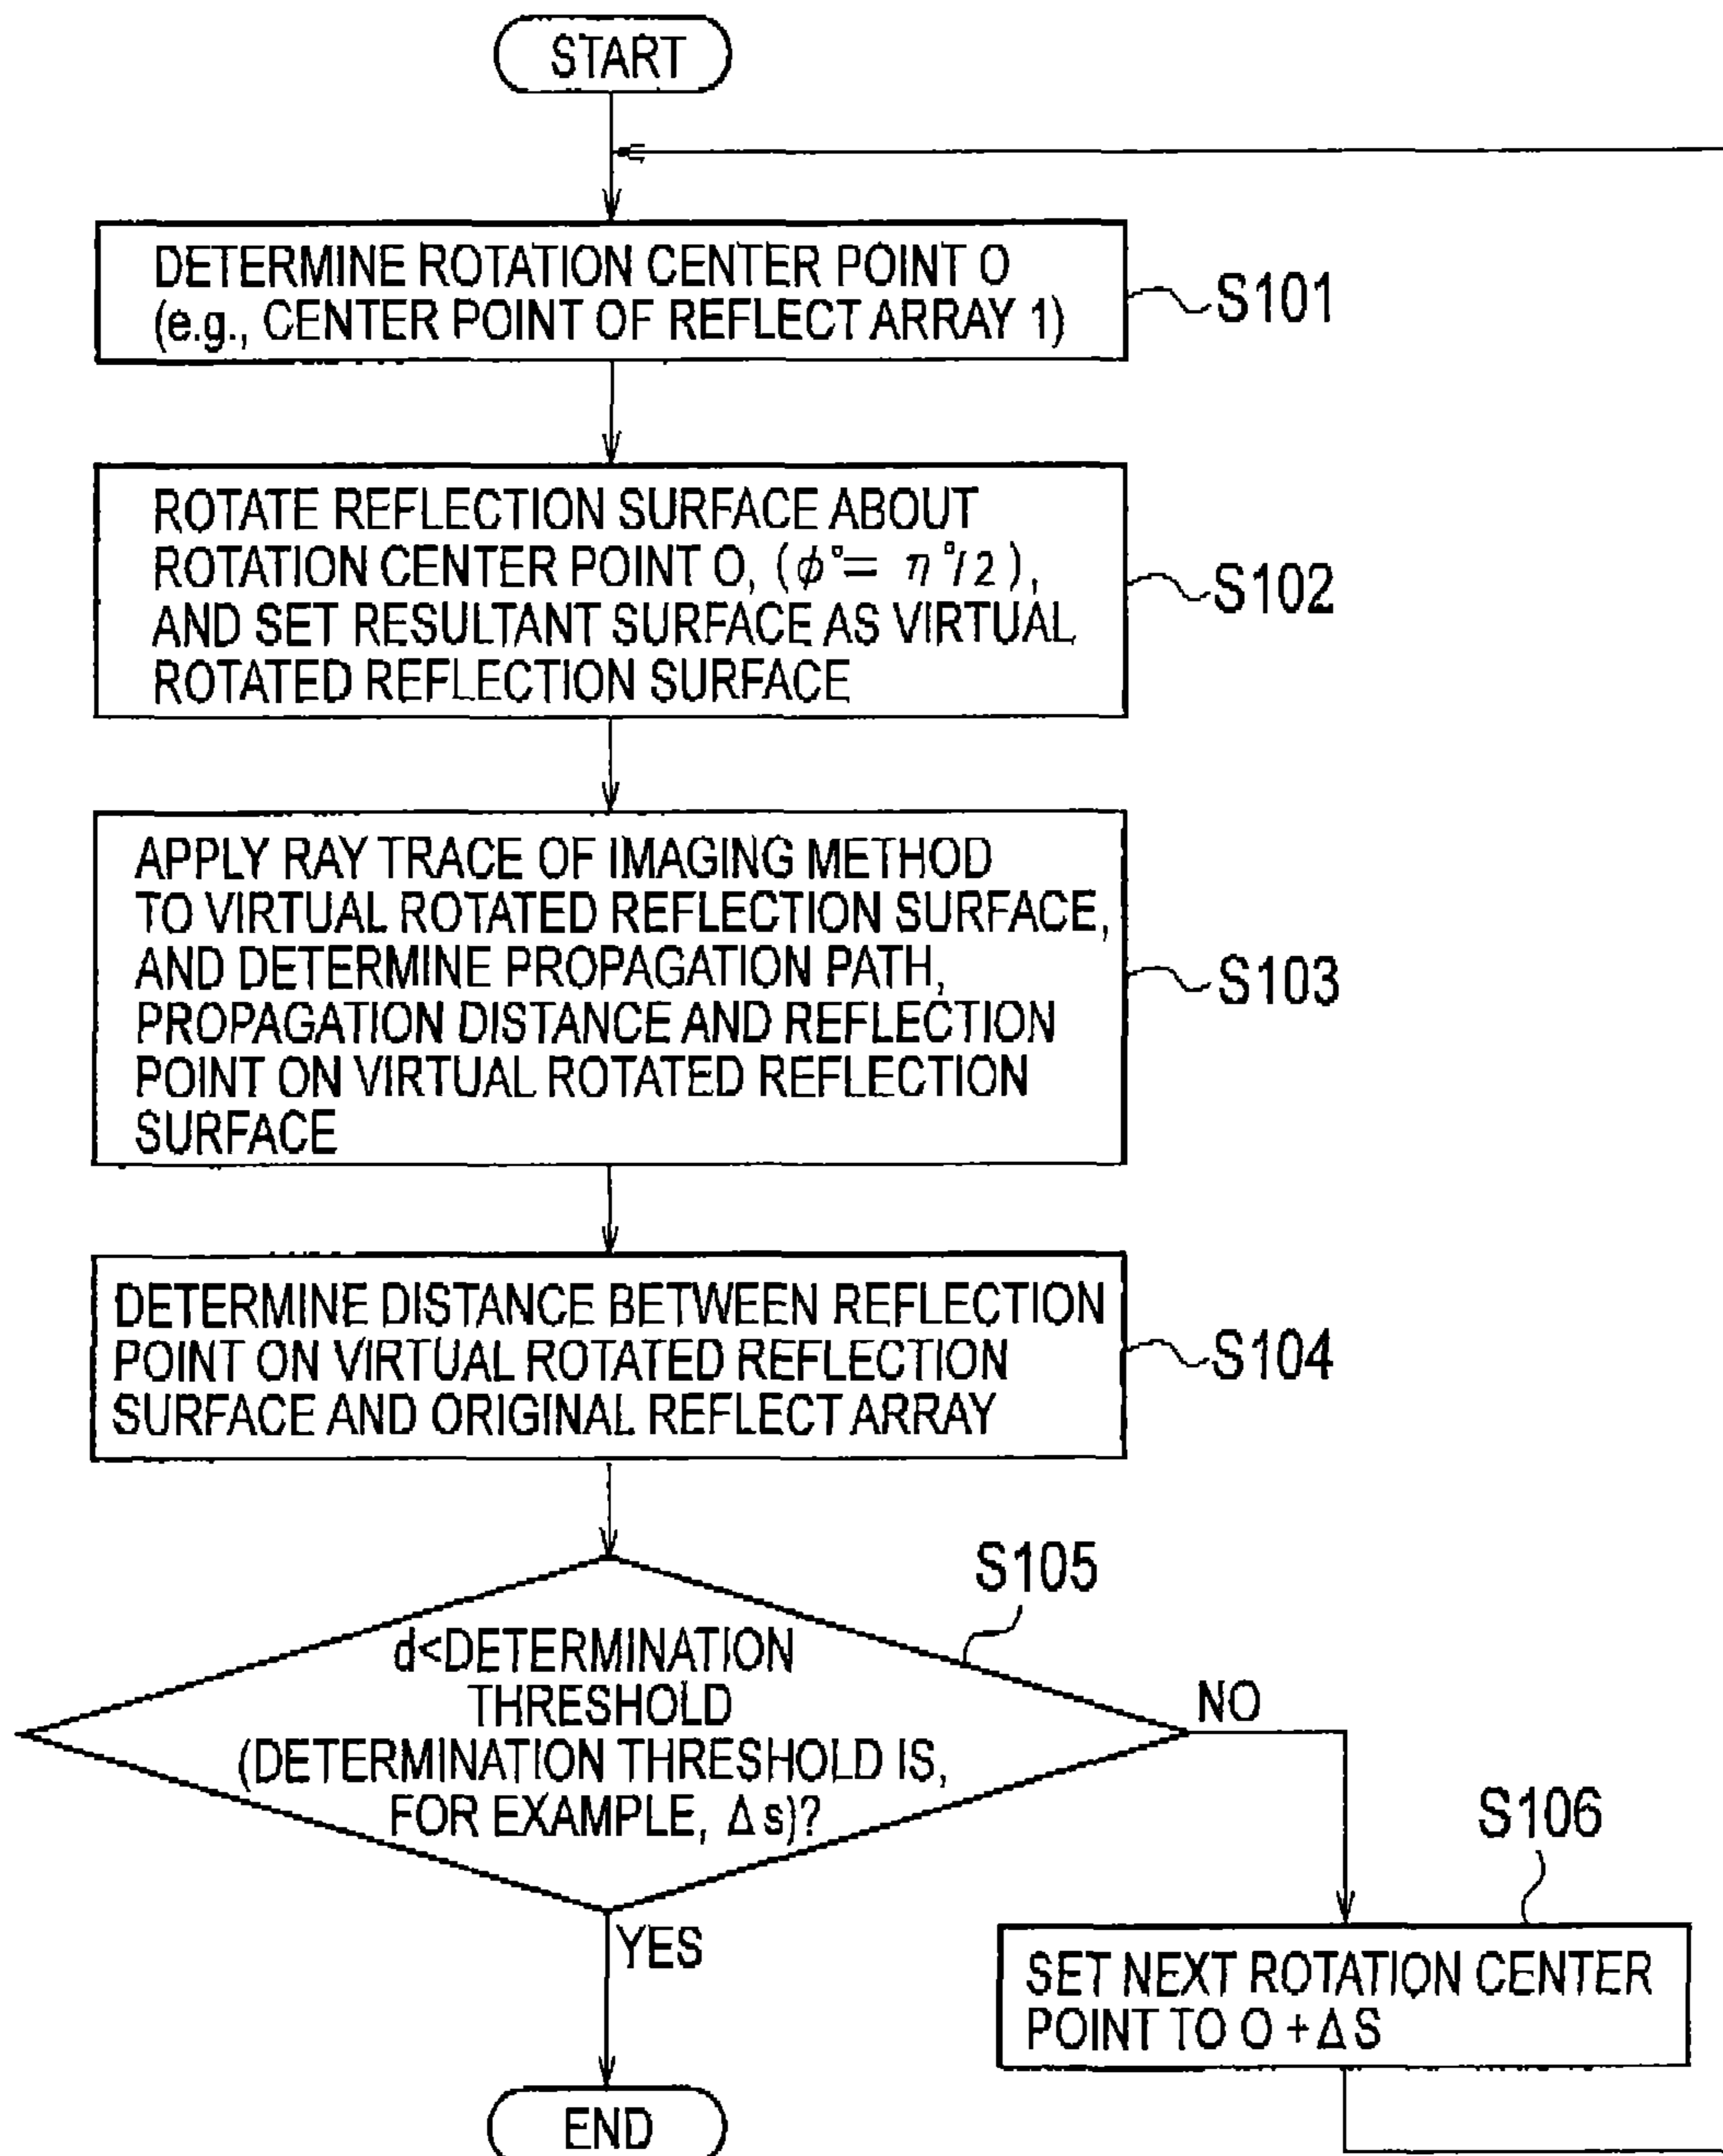 START
DETERMINE ROTATION CENTER POINT O
(e.g., CENTER POINT OF REFLECT ARRAY 1)
S101
ROTATE REFLECTION SURFACE ABOUT
ROTATION CENTER POINT O, (ϕ°= η°/2),
AND SET RESULTANT SURFACE AS VIRTUAL
ROTATED REFLECTION SURFACE
S102
APPLY RAY TRACE OF IMAGING METHOD
TO VIRTUAL ROTATED REFLECTION SURFACE,
AND DETERMINE PROPAGATION PATH,
PROPAGATION DISTANCE AND REFLECTION
POINT ON VIRTUAL ROTATED REFLECTION
SURFACE
S103
DETERMINE DISTANCE BETWEEN REFLECTION
POINT ON VIRTUAL ROTATED REFLECTION
SURFACE AND ORIGINAL REFLECT ARRAY
S104
S105
d<DETERMINATION
THRESHOLD
(DETERMINATION THRESHOLD IS,
FOR EXAMPLE, Δs)?
NO
YES
S106
SET NEXT ROTATION CENTER
POINT TO O +ΔS
END